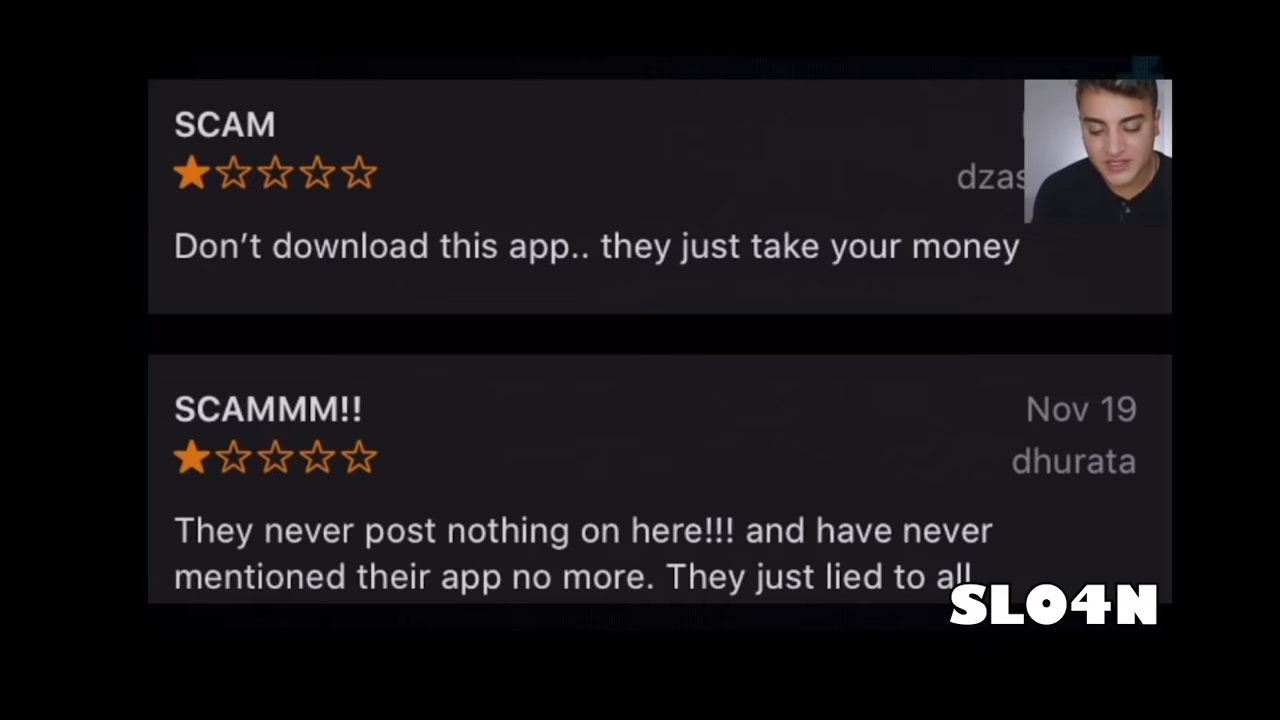 SCAM
Don’t download this app.. they just take your money
SCAMMM!!
Nov 19
dhurata
They never post nothing on here!!! and have never
mentioned their app no more. They just lied to all
SLO4N